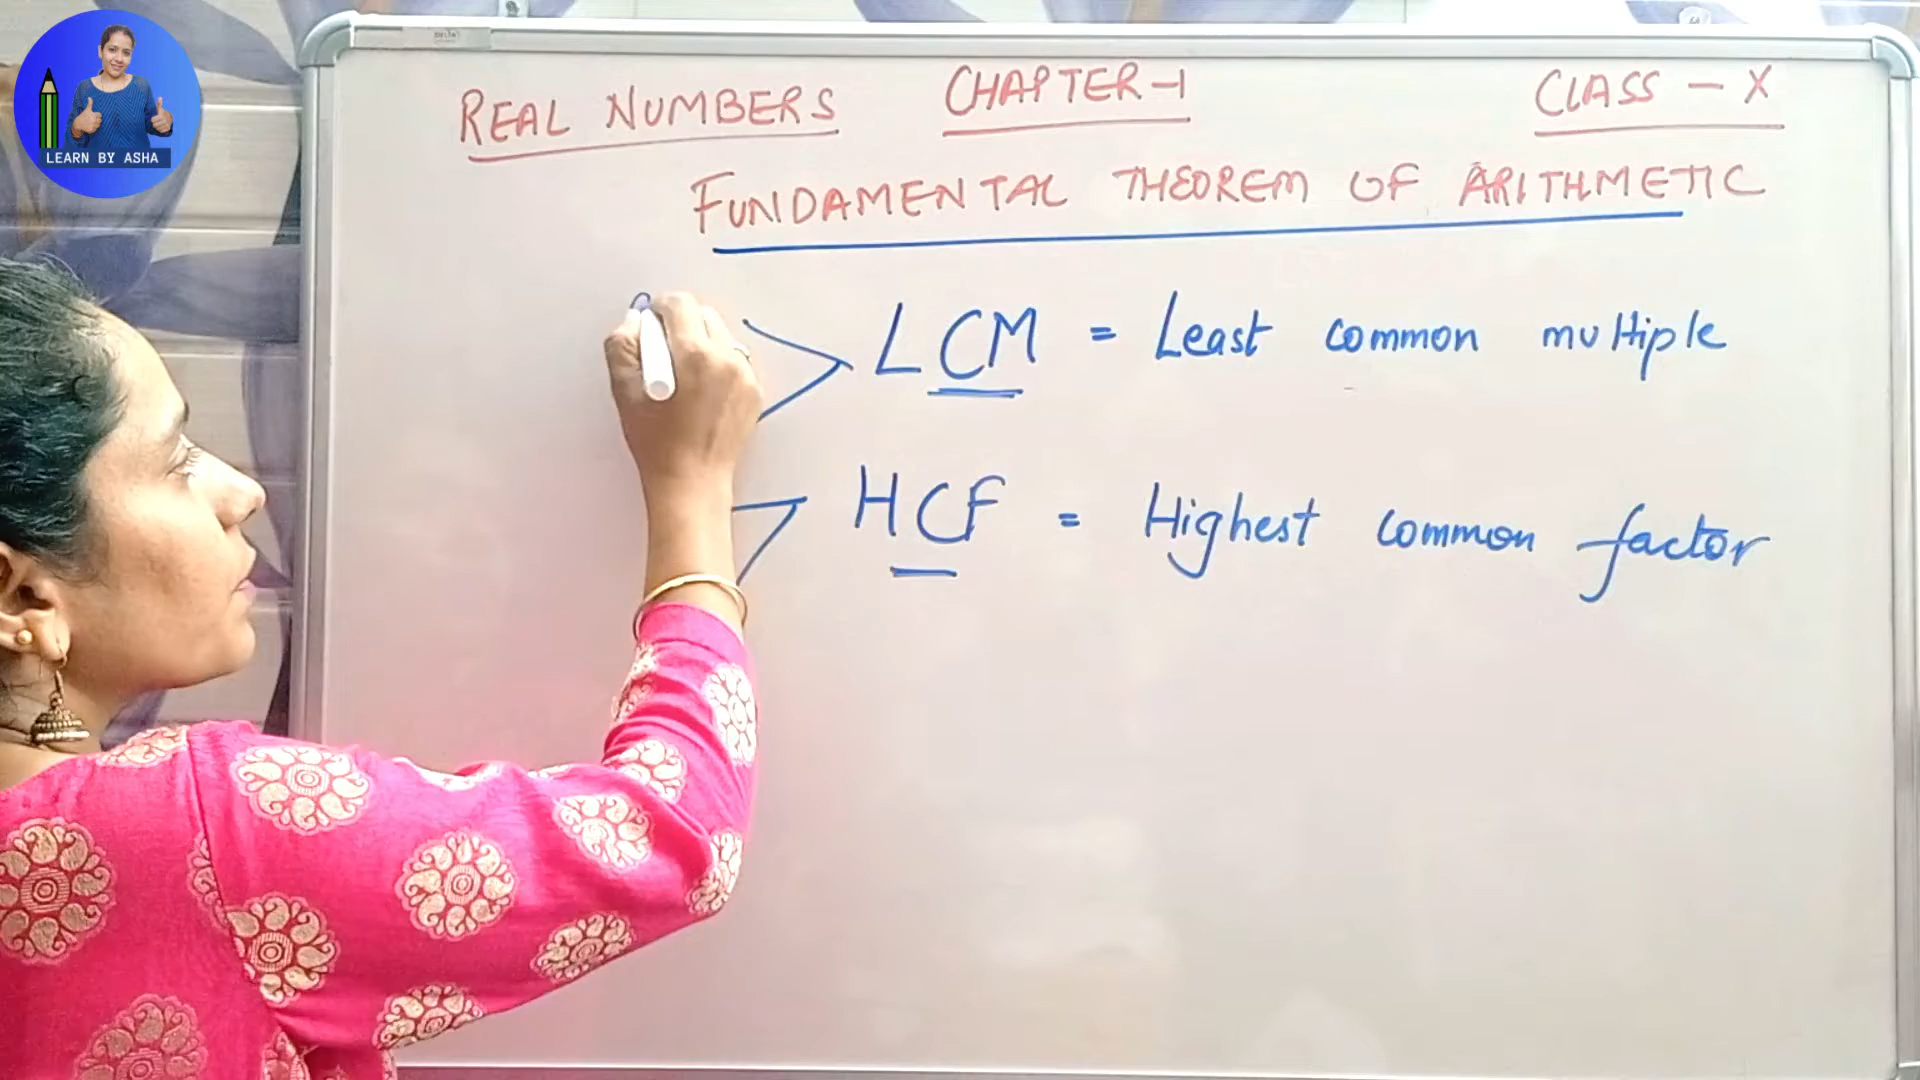 LEARN BY ASHA
REAL NUMBERS CHAPTER-1 CLASS - X
FUNDAMENTAL THEOREM OF ARITHMETIC
LCM = Least common multiple
HCF = Highest common factor